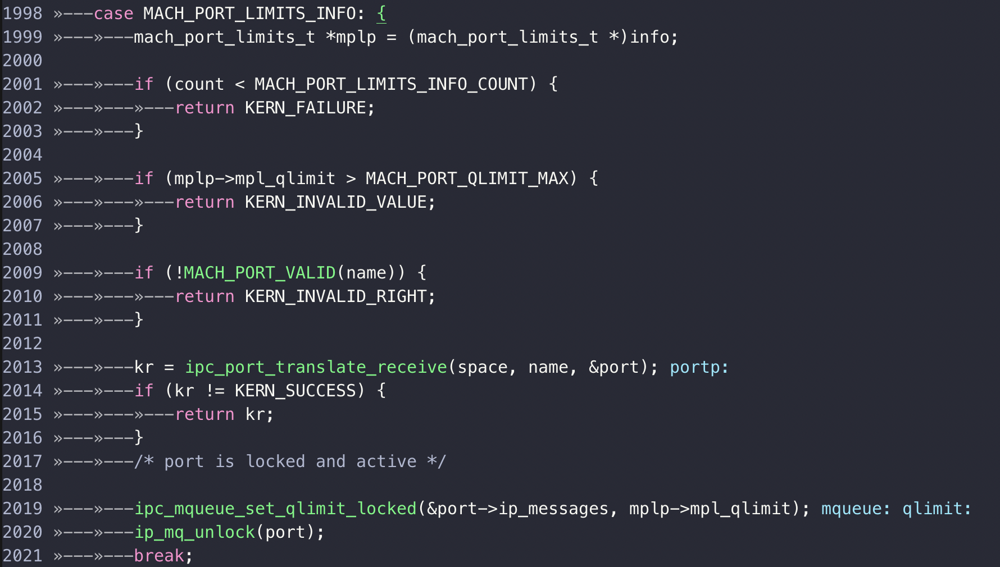 1998 »———case MACH_PORT_LIMITS_INFO: {
1999 »———»———mach_port_limits_t *mplp = (mach_port_limits_t *)info;
2000
2001 »———»———if (count < MACH_PORT_LIMITS_INFO_COUNT) {
2002 »———»———»———return KERN_FAILURE;
2003 »———»———}
2004
2005 »———»———if (mplp->mpl_qlimit > MACH_PORT_QLIMIT_MAX) {
2006 »———»———»———return KERN_INVALID_VALUE;
2007 »———»———}
2008
2009 »———»———if (!MACH_PORT_VALID(name)) {
2010 »———»———»———return KERN_INVALID_RIGHT;
2011 »———»———}
2012
2013 »———»———kr = ipc_port_translate_receive(space, name, &port); portp:
2014 »———»———if (kr != KERN_SUCCESS) {
2015 »———»———»———return kr;
2016 »———»———}
2017 »———»———/* port is locked and active */
2018
2019 »———»———ipc_mqueue_set_qlimit_locked(&port->ip_messages, mplp->mpl_qlimit); mqueue: qlimit:
2020 »———»———ip_mq_unlock(port);
2021 »———»———break;